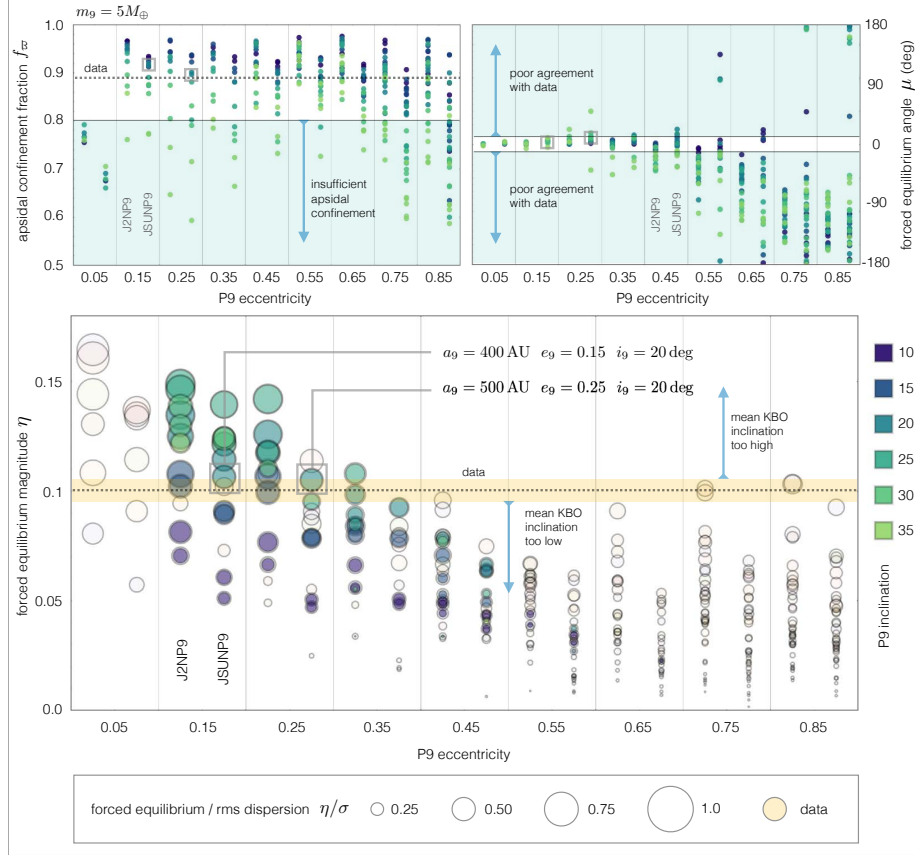 m₉ = 5M⊕
apsidal confinement fraction f_ϖ
1.0
0.9
0.8
0.7
0.6
0.5
data
insufficient
apsidal
confinement
J2NP9
JSUNP9
0.05 0.15 0.25 0.35 0.45 0.55 0.65 0.75 0.85
P9 eccentricity
poor agreement
with data
poor agreement
with data
J2NP9
JSUNP9
180
90
0
-90
-180
forced equilibrium angle μ (deg)
0.05 0.15 0.25 0.35 0.45 0.55 0.65 0.75 0.85
P9 eccentricity
forced equilibrium magnitude η
0.15
0.1
0.05
0.0
a₉ = 400 AU e₉ = 0.15 i₉ = 20 deg
a₉ = 500 AU e₉ = 0.25 i₉ = 20 deg
mean KBO
inclination
too high
data
mean KBO
inclination
too low
J2NP9
JSUNP9
0.05 0.15 0.25 0.35 0.45 0.55 0.65 0.75 0.85
P9 eccentricity
10
15
20
25
30
35
P9 inclination
forced equilibrium / rms dispersion η/σ 0.25 0.50 0.75 1.0 data